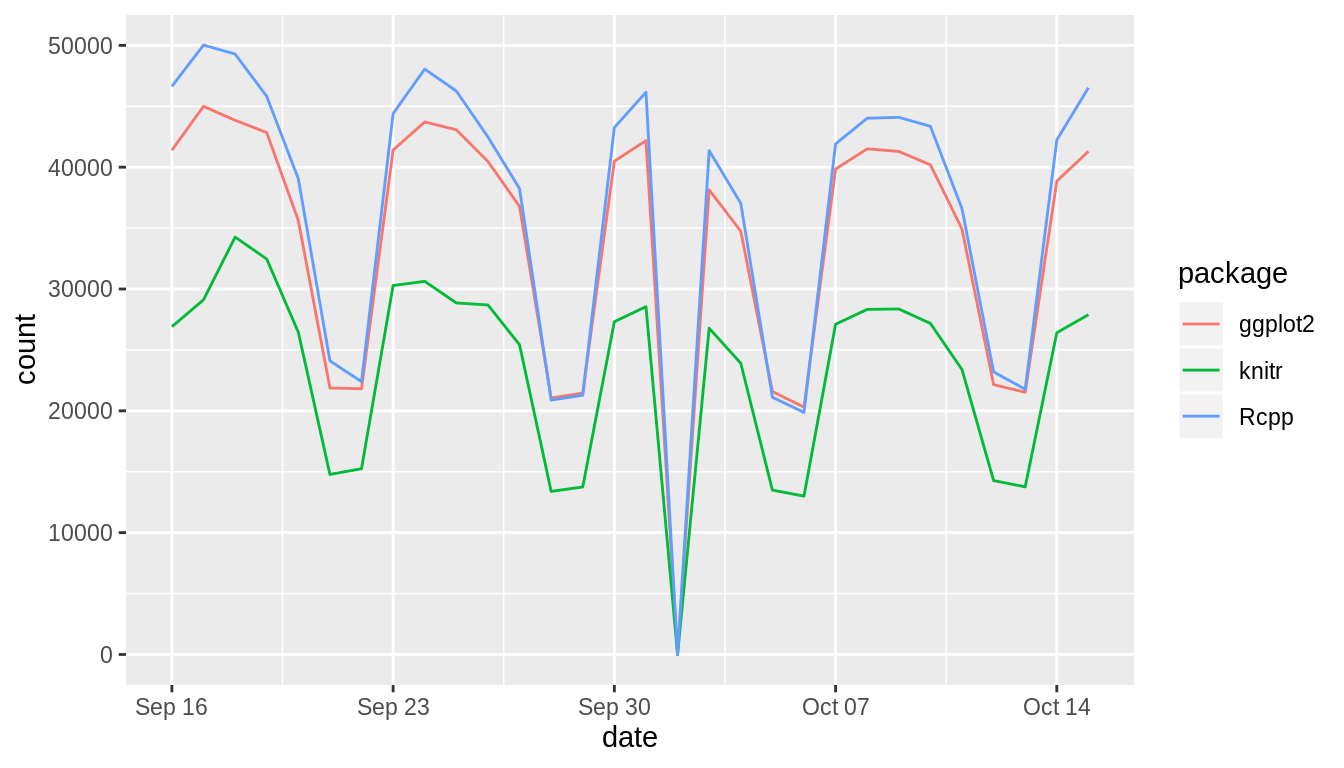 50000
40000
30000
20000
10000
0
count
Sep 16 Sep 23 Sep 30 Oct 07 Oct 14
date
package
ggplot2
knitr
Rcpp